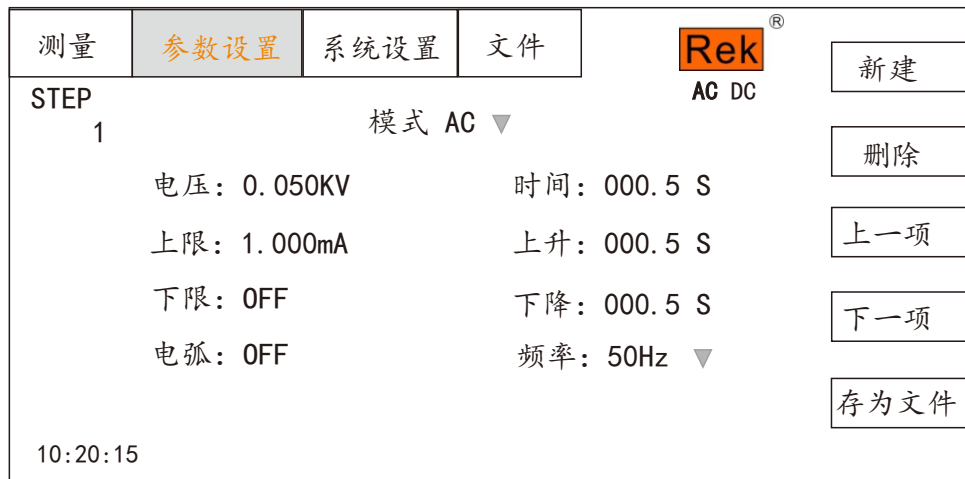 测量 参数设置 系统设置 文件
Rek®
AC DC
STEP
1
模式 AC ▼
电压: 0.050KV 时间: 000.5 S
上限: 1.000mA 上升: 000.5 S
下限: OFF 下降: 000.5 S
电弧: OFF 频率: 50Hz ▼
10:20:15
新建
删除
上一项
下一项
存为文件